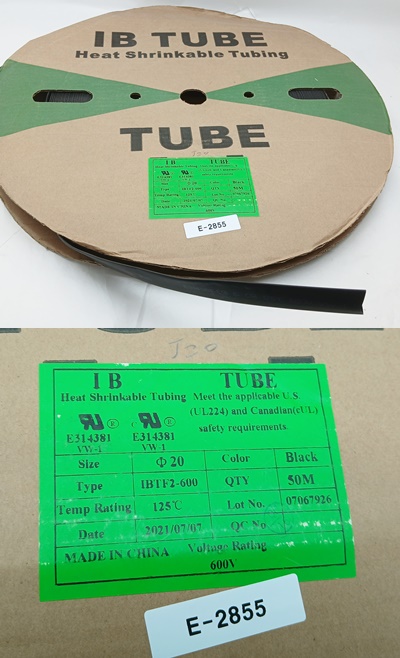 IB TUBE
Heat Shrinkable Tubing
TUBE
IB TUBE
E-2855
J20
IB TUBE
Heat Shrinkable Tubing Meet the applicable U.S.
(UL224) and Canadian(cUL)
safety requirements
E314381 E314381
VW-1 VW-1
Size Φ20 Color Black
Type IBTF2-600 QTY 50M
Temp Rating 125℃ Lot No. 07067926
Date 2021/07/07 QC No
MADE IN CHINA Voltage Rating
600V
E-2855